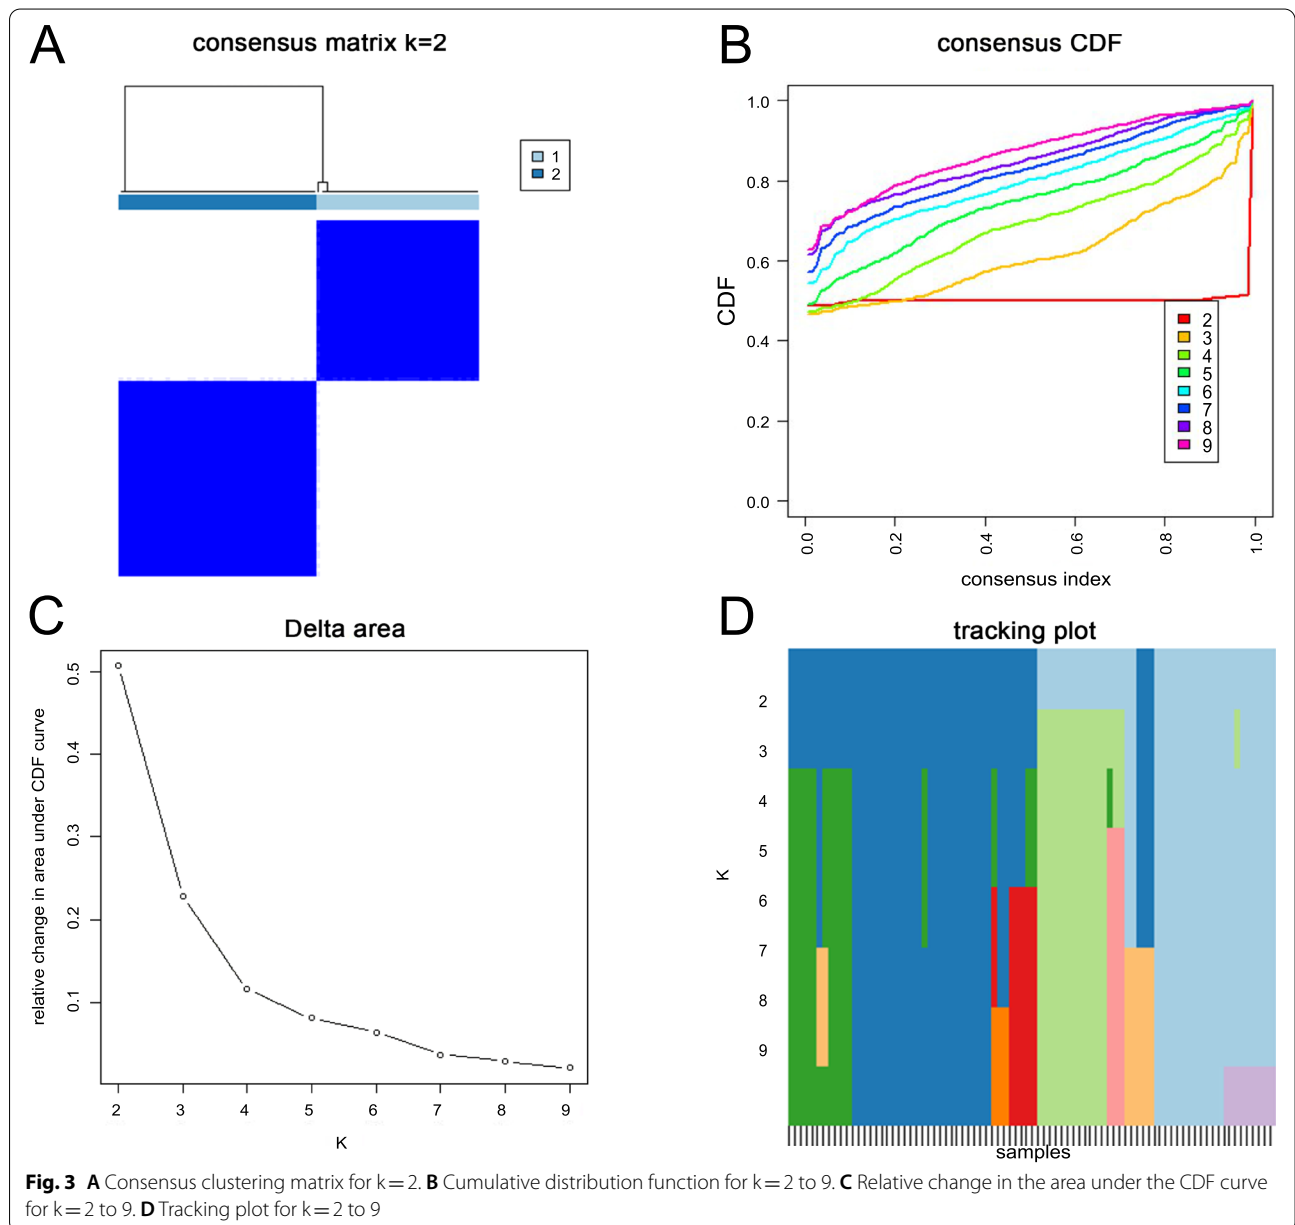 A
consensus matrix k=2
1
2
B
consensus CDF
CDF
1.0
0.8
0.6
0.4
0.2
0.0
2
3
4
5
6
7
8
9
0.0
0.2
0.4
0.6
0.8
1.0
consensus index
C
Delta area
relative change in area under CDF curve
0.5
0.4
0.3
0.2
0.1
2
3
4
5
6
7
8
9
K
D
tracking plot
K
2
3
4
5
6
7
8
9
samples
Fig. 3 A Consensus clustering matrix for k = 2. B Cumulative distribution function for k = 2 to 9. C Relative change in the area under the CDF curve
for k = 2 to 9. D Tracking plot for k = 2 to 9